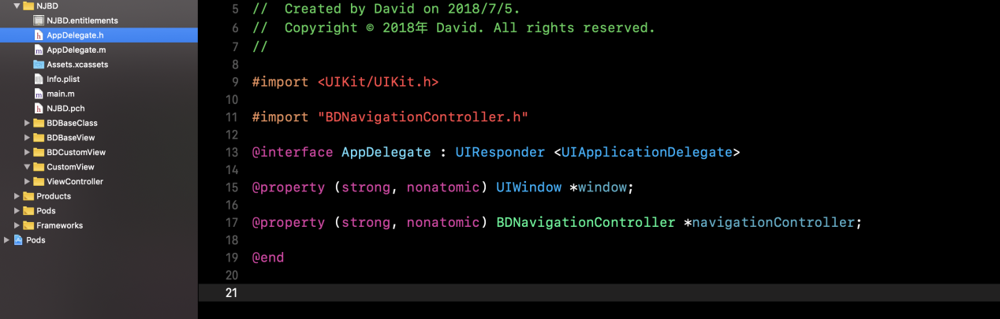 NJBD
NJBD.entitlements
AppDelegate.h
AppDelegate.m
Assets.xcassets
Info.plist
main.m
NJBD.pch
BDBaseClass
BDBaseView
BDCustomView
CustomView
ViewController
Products
Pods
Frameworks
Pods
5 //  Created by David on 2018/7/5.
6 //  Copyright © 2018年 David. All rights reserved.
7 //
8
9 #import <UIKit/UIKit.h>
10
11 #import "BDNavigationController.h"
12
13 @interface AppDelegate : UIResponder <UIApplicationDelegate>
14
15 @property (strong, nonatomic) UIWindow *window;
16
17 @property (strong, nonatomic) BDNavigationController *navigationController;
18
19 @end
20
21